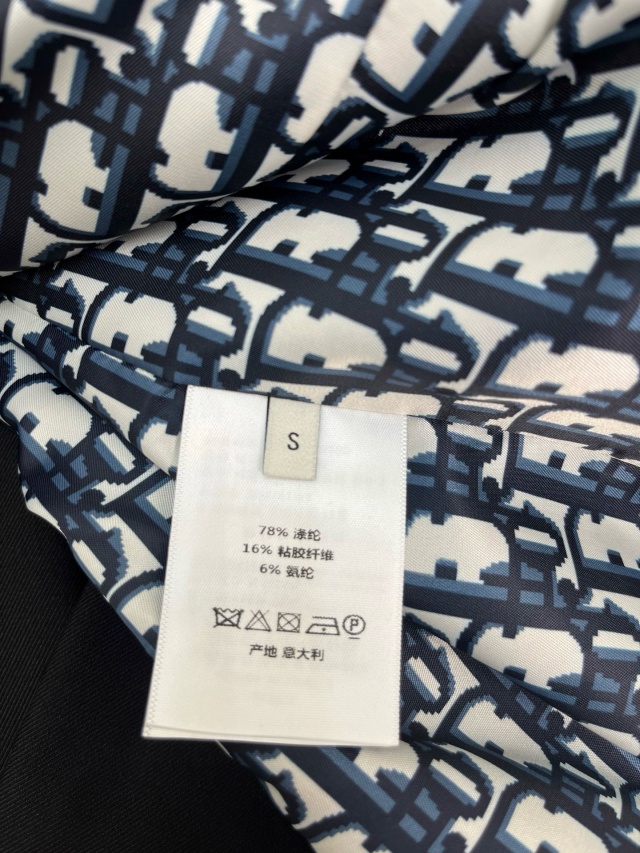 S
78% 涤纶
16% 粘胶纤维
6% 氨纶
P
产地 意大利